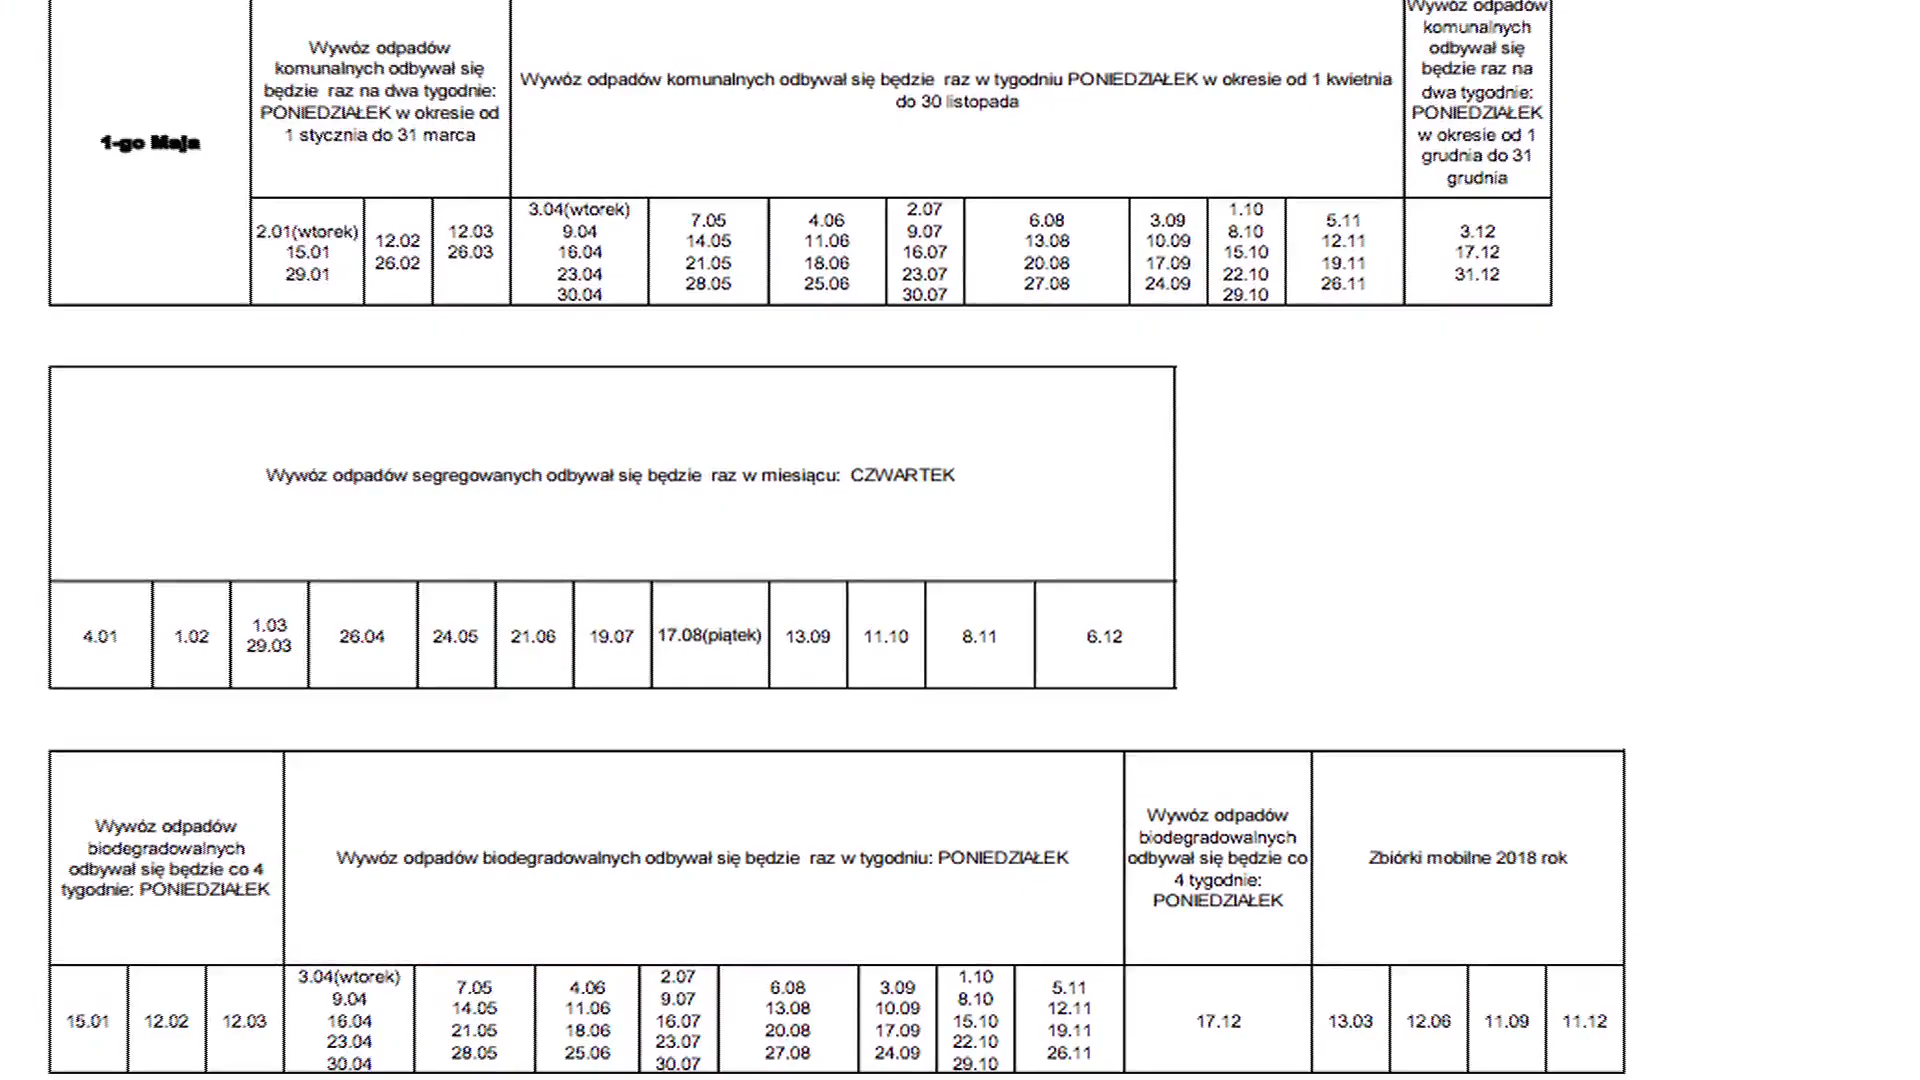 1-go Maja
Wywóz odpadów
komunalnych odbywał się
będzie raz na dwa tygodnie:
PONIEDZIAŁEK w okresie od
1 stycznia do 31 marca
Wywóz odpadów komunalnych odbywał się będzie raz w tygodniu PONIEDZIAŁEK w okresie od 1 kwietnia
do 30 listopada
Wywóz odpadów
komunalnych
odbywał się
będzie raz na
dwa tygodnie:
PONIEDZIAŁEK
w okresie od 1
grudnia do 31
grudnia
2.01(wtorek)
15.01
29.01
12.02
26.02
12.03
26.03
3.04(wtorek)
9.04
16.04
23.04
30.04
7.05
14.05
21.05
28.05
4.06
11.06
18.06
25.06
2.07
9.07
16.07
23.07
30.07
6.08
13.08
20.08
27.08
3.09
10.09
17.09
24.09
1.10
8.10
15.10
22.10
29.10
5.11
12.11
19.11
26.11
3.12
17.12
31.12
Wywóz odpadów segregowanych odbywał się będzie raz w miesiącu: CZWARTEK
4.01
1.02
1.03
29.03
26.04
24.05
21.06
19.07
17.08(piątek)
13.09
11.10
8.11
6.12
Wywóz odpadów
biodegradowalnych
odbywał się będzie co 4
tygodnie: PONIEDZIAŁEK
Wywóz odpadów biodegradowalnych odbywał się będzie raz w tygodniu: PONIEDZIAŁEK
Wywóz odpadów
biodegradowalnych
odbywał się będzie co
4 tygodnie:
PONIEDZIAŁEK
Zbiórki mobilne 2018 rok
15.01
12.02
12.03
3.04(wtorek)
9.04
16.04
23.04
30.04
7.05
14.05
21.05
28.05
4.06
11.06
18.06
25.06
2.07
9.07
16.07
23.07
30.07
6.08
13.08
20.08
27.08
3.09
10.09
17.09
24.09
1.10
8.10
15.10
22.10
29.10
5.11
12.11
19.11
26.11
17.12
13.03
12.06
11.09
11.12